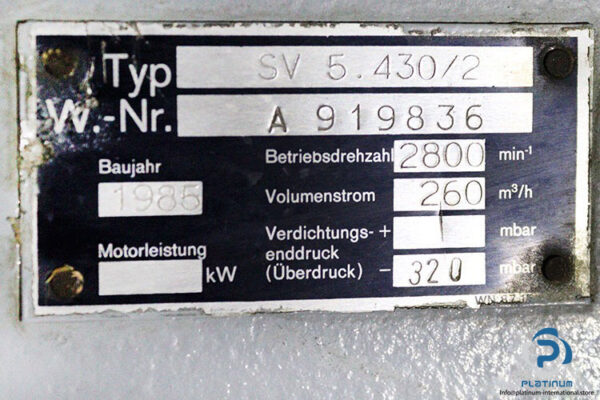 Typ SV 5.430/2
W.-Nr. A 919836
Baujahr
1985
Motorleistung
kW
Betriebsdrehzahl 2800 min-¹
Volumenstrom 260 m³/h
Verdichtungs- + mbar
enddruck
(Überdruck) - 320 mbar
PLATINUM
Info@platinum-international.store